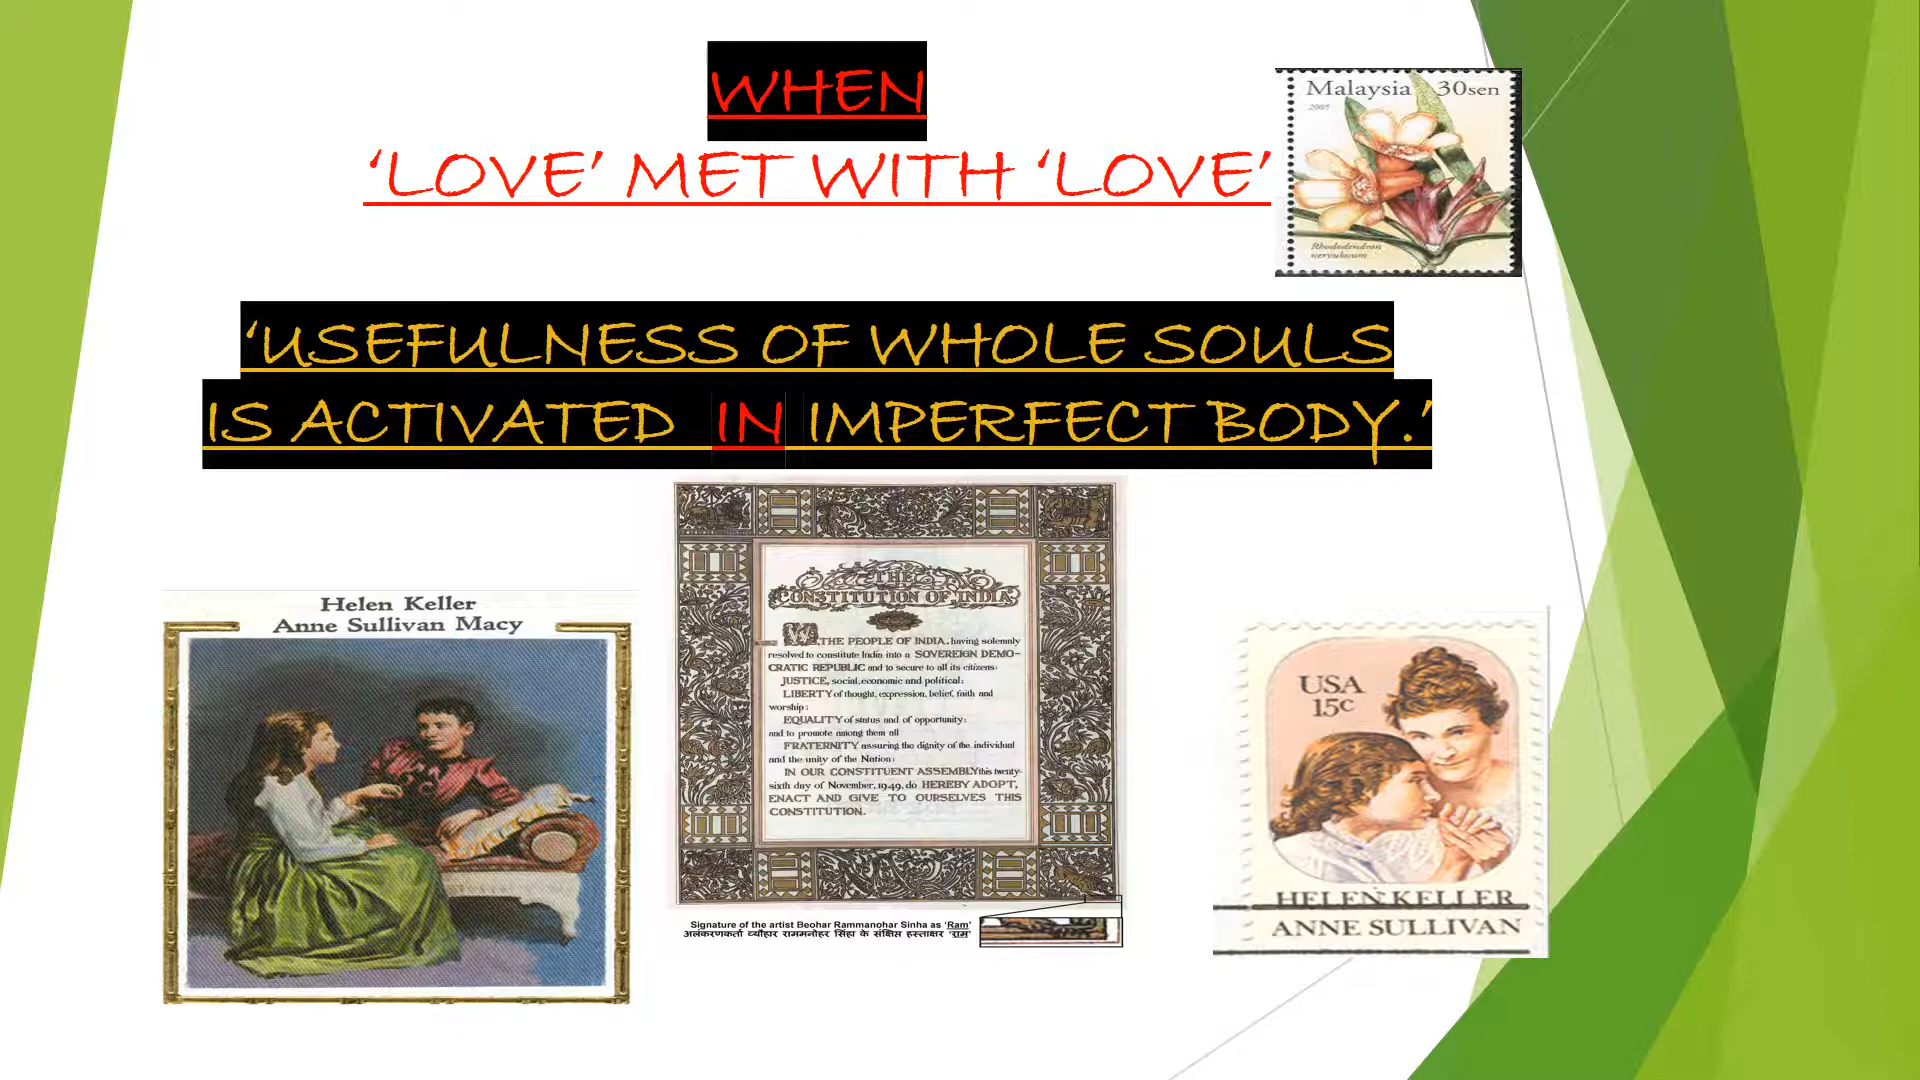 WHEN
‘LOVE’ MET WITH ‘LOVE’
Malaysia 30sen
2005
Rhododendron
nervulosum
‘USEFULNESS OF WHOLE SOULS
IS ACTIVATED IN IMPERFECT BODY.’
Helen Keller
Anne Sullivan Macy
THE
CONSTITUTION OF INDIA
WE, THE PEOPLE OF INDIA, having solemnly
resolved to constitute India into a SOVEREIGN DEMO-
CRATIC REPUBLIC and to secure to all its citizens:
JUSTICE, social, economic and political;
LIBERTY of thought, expression, belief, faith and
worship;
EQUALITY of status and of opportunity;
and to promote among them all
FRATERNITY assuring the dignity of the individual
and the unity of the Nation;
IN OUR CONSTITUENT ASSEMBLY this twenty-
sixth day of November, 1949, do HEREBY ADOPT,
ENACT AND GIVE TO OURSELVES THIS
CONSTITUTION.
Signature of the artist Beohar Rammanohar Sinha as ‘Ram’
अलंकरणकर्ता ब्यौहार राममनोहर सिंहा के संक्षिप्त हस्ताक्षर ‘राम’
USA
15c
HELEN KELLER
ANNE SULLIVAN